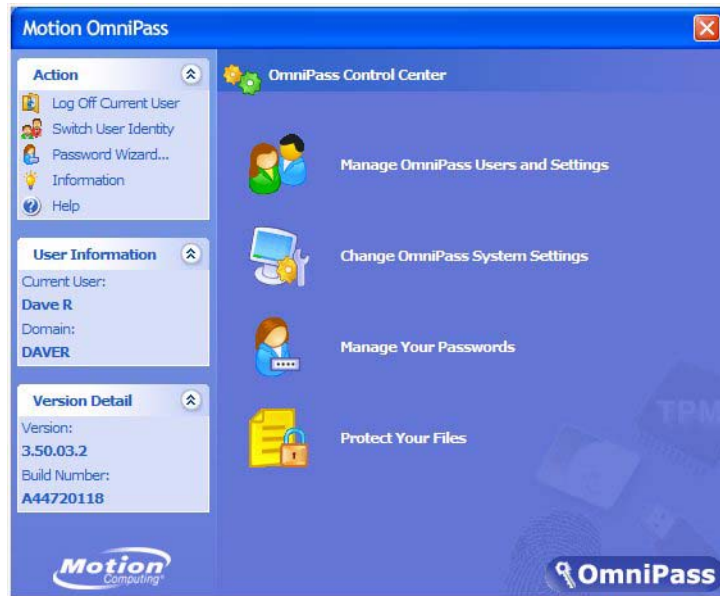 Motion OmniPass
Action
Log Off Current User
Switch User Identity
Password Wizard...
Information
Help
User Information
Current User:
Dave R
Domain:
DAVER
Version Detail
Version:
3.50.03.2
Build Number:
A44720118
Motion
Computing®
OmniPass Control Center
Manage OmniPass Users and Settings
Change OmniPass System Settings
Manage Your Passwords
Protect Your Files
TPM
OmniPass